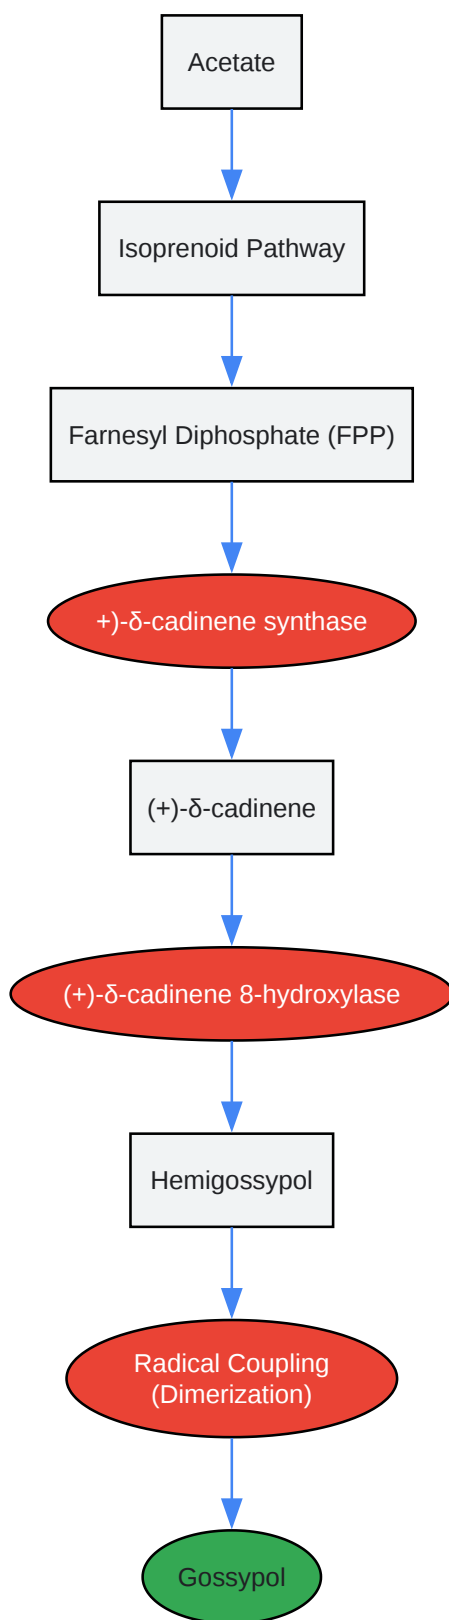 Acetate
Isoprenoid Pathway
Farnesyl Diphosphate (FPP)
+)-δ-cadinene synthase
(+)-δ-cadinene
(+)-δ-cadinene 8-hydroxylase
Hemigossypol
Radical Coupling
(Dimerization)
Gossypol